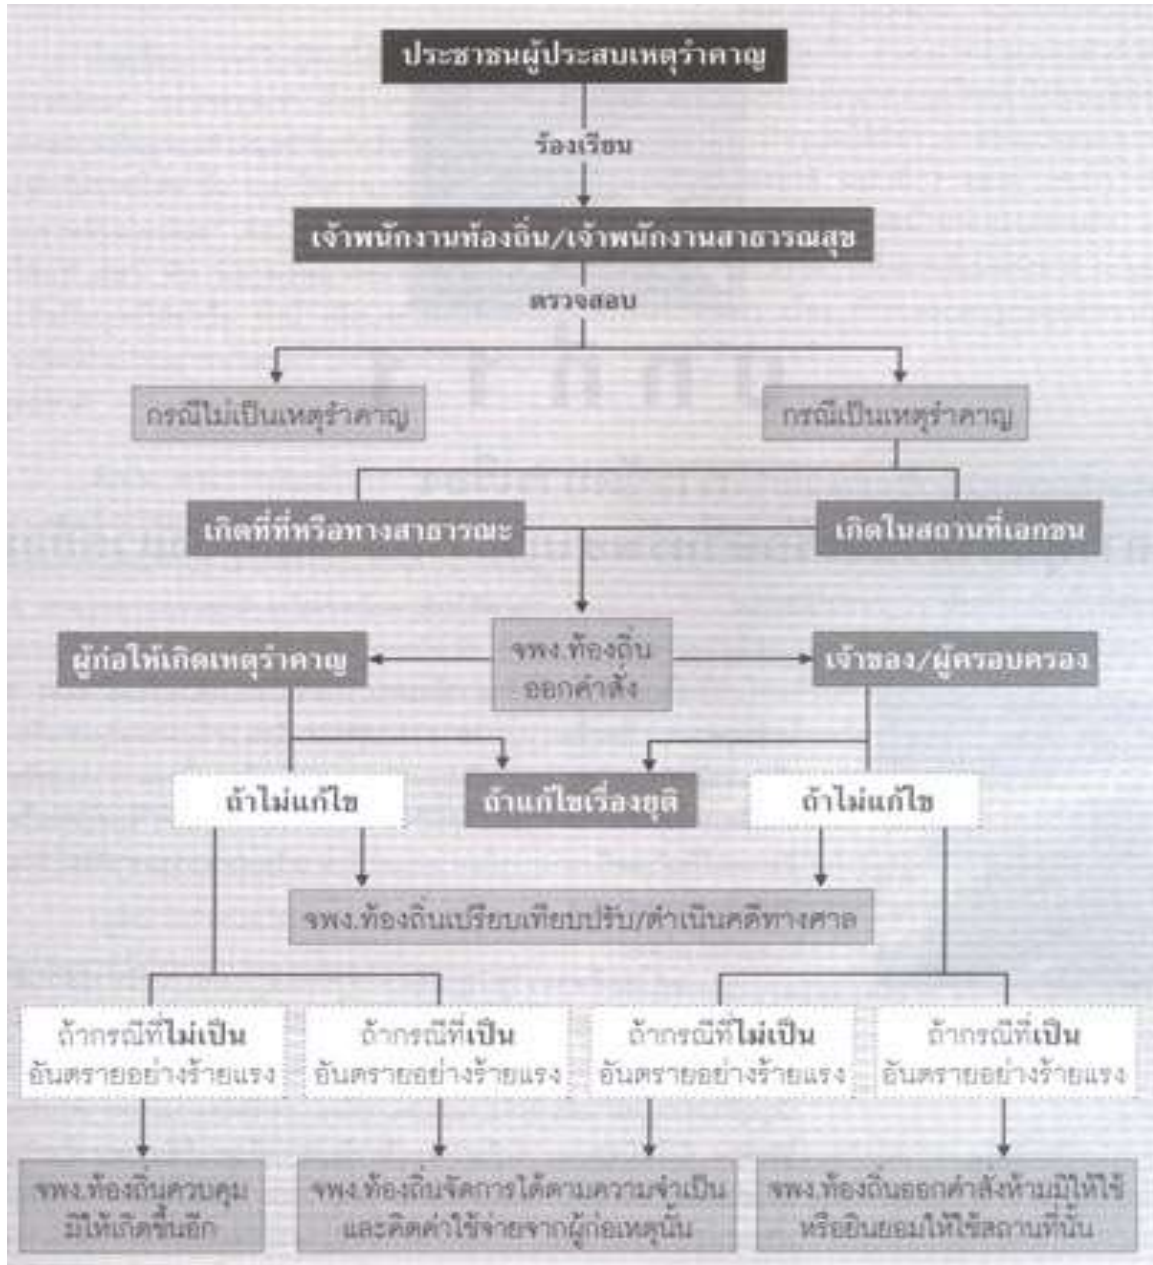 ประชาชนผู้ประสบเหตุรำคาญ
ร้องเรียน
เจ้าพนักงานท้องถิ่น/เจ้าพนักงานสาธารณสุข
ตรวจสอบ
กรณีไม่เป็นเหตุรำคาญ
กรณีเป็นเหตุรำคาญ
เกิดที่ที่หรือทางสาธารณะ
เกิดในสถานที่เอกชน
ผู้ก่อให้เกิดเหตุรำคาญ
จพง.ท้องถิ่น
ออกคำสั่ง
เจ้าของ/ผู้ครอบครอง
ถ้าไม่แก้ไข
ถ้าแก้ไขเรื่องยุติ
ถ้าไม่แก้ไข
จพง.ท้องถิ่นเปรียบเทียบปรับ/ดำเนินคดีทางศาล
ถ้ากรณีที่ไม่เป็น
อันตรายอย่างร้ายแรง
ถ้ากรณีที่เป็น
อันตรายอย่างร้ายแรง
ถ้ากรณีที่ไม่เป็น
อันตรายอย่างร้ายแรง
ถ้ากรณีที่เป็น
อันตรายอย่างร้ายแรง
จพง.ท้องถิ่นควบคุม
มิให้เกิดขึ้นอีก
จพง.ท้องถิ่นจัดการได้ตามความจำเป็น
และคิดค่าใช้จ่ายจากผู้ก่อเหตุนั้น
จพง.ท้องถิ่นออกคำสั่งห้ามมิให้ใช้
หรือยินยอมให้ใช้สถานที่นั้น